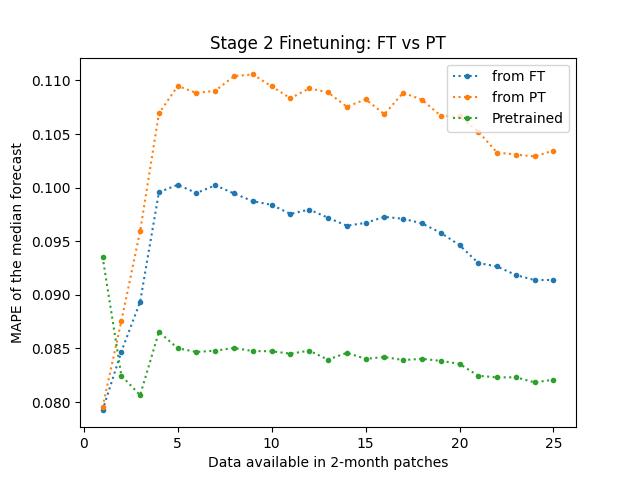 Stage 2 Finetuning: FT vs PT
from FT
from PT
Pretrained
MAPE of the median forecast
0.110
0.105
0.100
0.095
0.090
0.085
0.080
0 5 10 15 20 25
Data available in 2-month patches